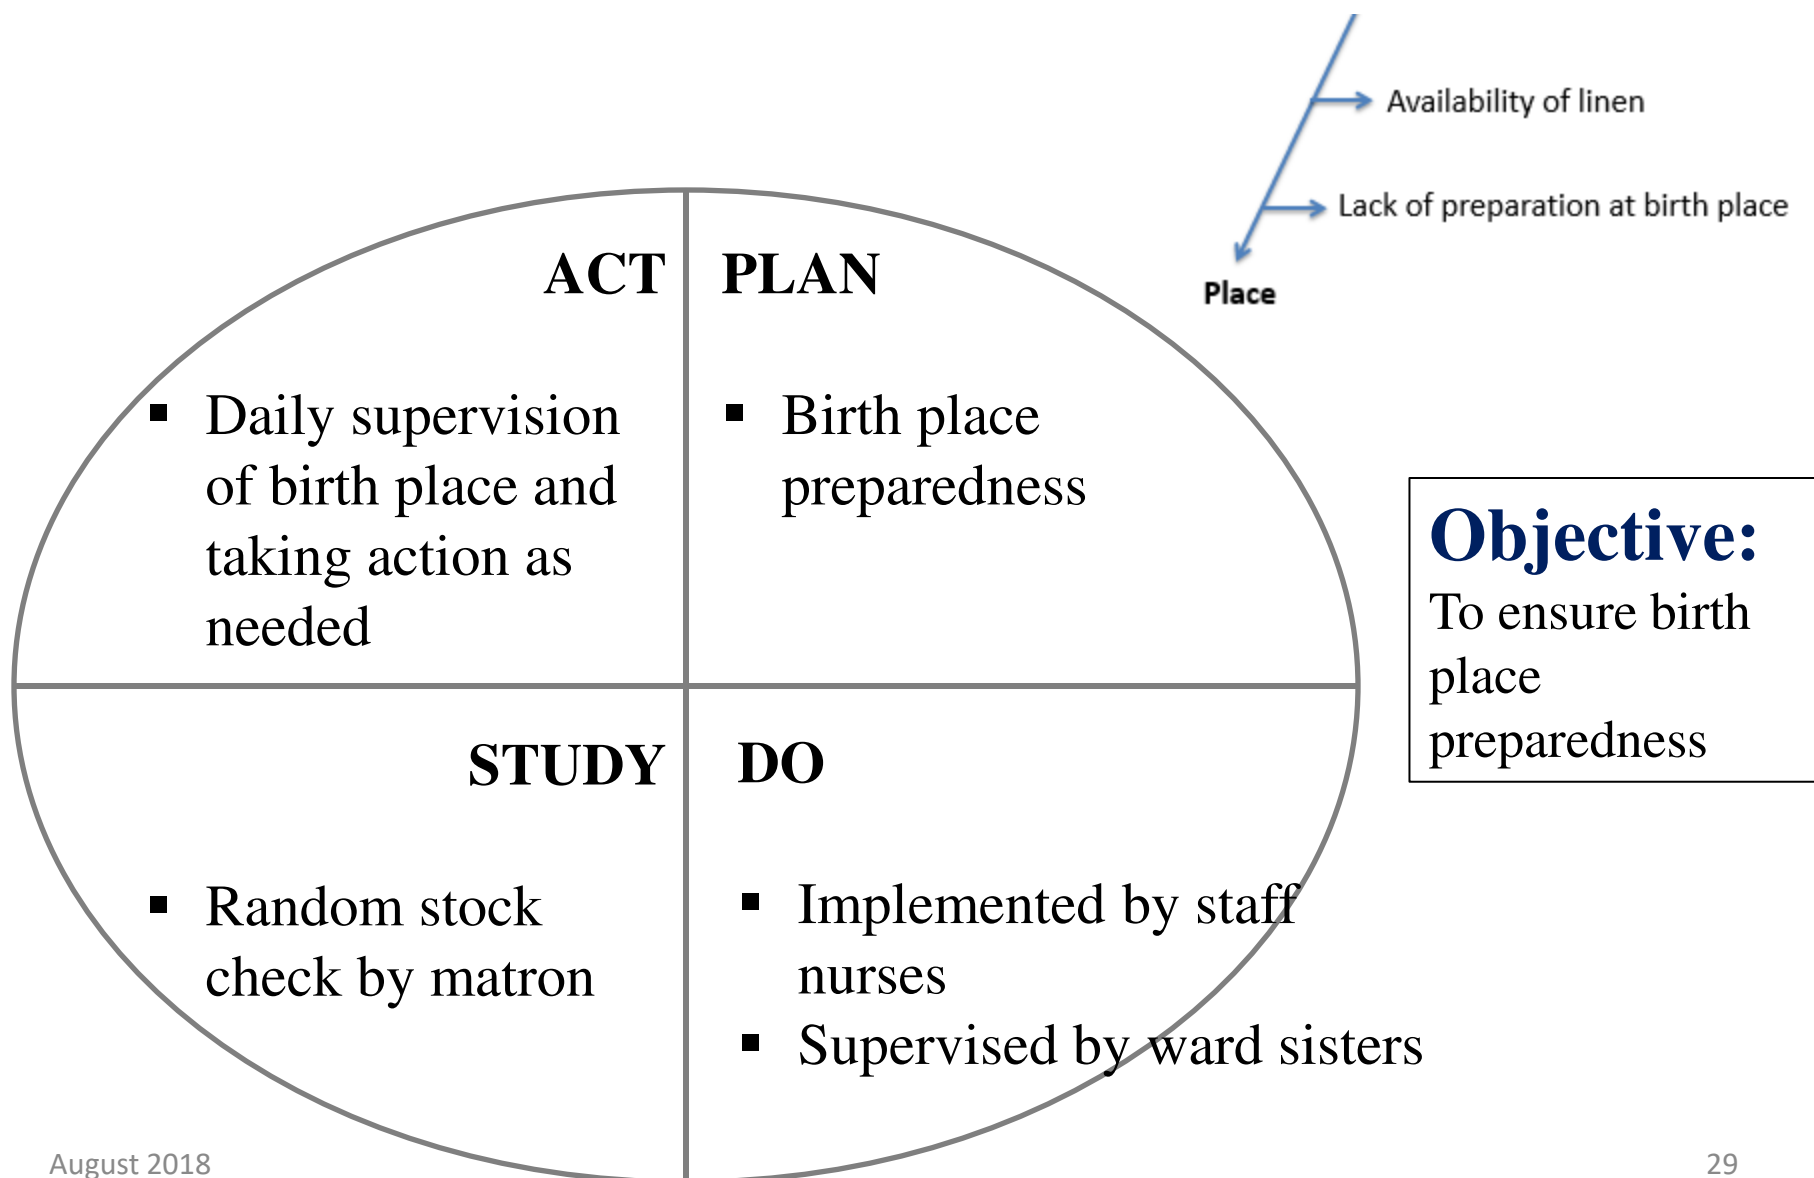 Availability of linen
Lack of preparation at birth place
Place
ACT
▪ Daily supervision
of birth place and
taking action as
needed
PLAN
▪ Birth place
preparedness
Objective:
To ensure birth
place
preparedness
STUDY
▪ Random stock
check by matron
DO
▪ Implemented by staff
nurses
▪ Supervised by ward sisters
August 2018
29